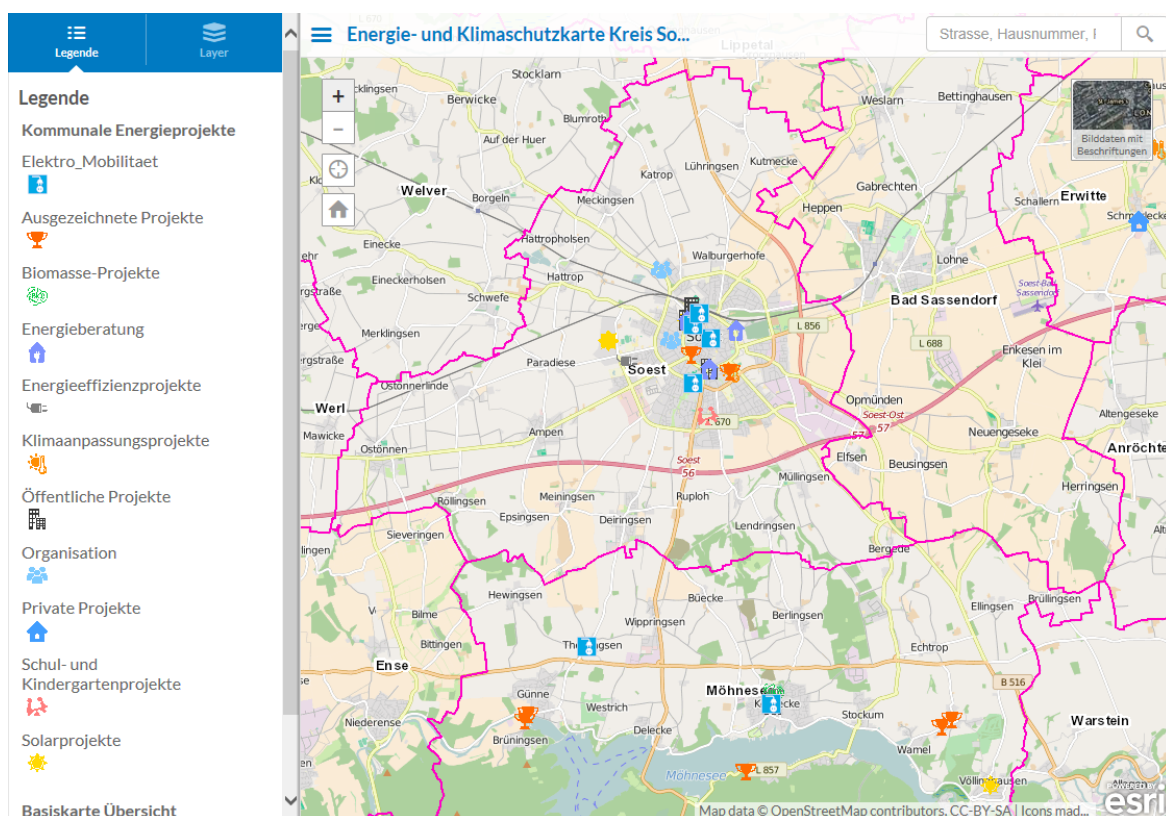 Legende
Layer
Energie- und Klimaschutzkarte Kreis So...
Strasse, Hausnummer, I
Legende
Kommunale Energieprojekte
Elektro_Mobilitaet
Ausgezeichnete Projekte
Biomasse-Projekte
Energieberatung
Energieeffizienzprojekte
Klimaanpassungsprojekte
Öffentliche Projekte
Organisation
Private Projekte
Schul- und
Kindergartenprojekte
Solarprojekte
Basiskarte Übersicht
+
−
Bilddaten mit
Beschriftungen
Lippetal
Stocklarn
Berwicke
Blumroth
Weslarn
Bettinghausen
Auf der Huer
Lühringsen
Kutmecke
Katrop
Welver
Borgeln
Meckingsen
Gabrechten
Heppen
Schallern
Erwitte
Hattropholsen
Einecke
Walburgerhofe
Lohne
Hattrop
Eineckerholsen
Schwefe
Bad Sassendorf
Merklingsen
L 856
L 688
Enkesen im
Klei
Paradiese
Soest
Ostönnerlinde
Werl
Opmünden
Soest-Ost
57
57
Altengeseke
Mawicke
Ampen
670
Neuengeseke
Ostönnen
Elfsen
Beusingsen
Anröchte
Soest
56
Müllingsen
Herringsen
Röllingsen
Meiningsen
Ruploh
Epsingsen
Deiringsen
Lendringsen
Sieveringen
Bergede
Hewingsen
Büecke
Ellingsen
Brüllingsen
Bilme
Wippringsen
Berlingsen
Bittingen
Echtrop
Ense
B 516
Günne
Westrich
Stockum
Warstein
Niederense
Delecke
Brüningsen
Wamel
Möhnesee
L 857
Map data © OpenStreetMap contributors, CC-BY-SA | Icons mad...
POWERED BY
esri